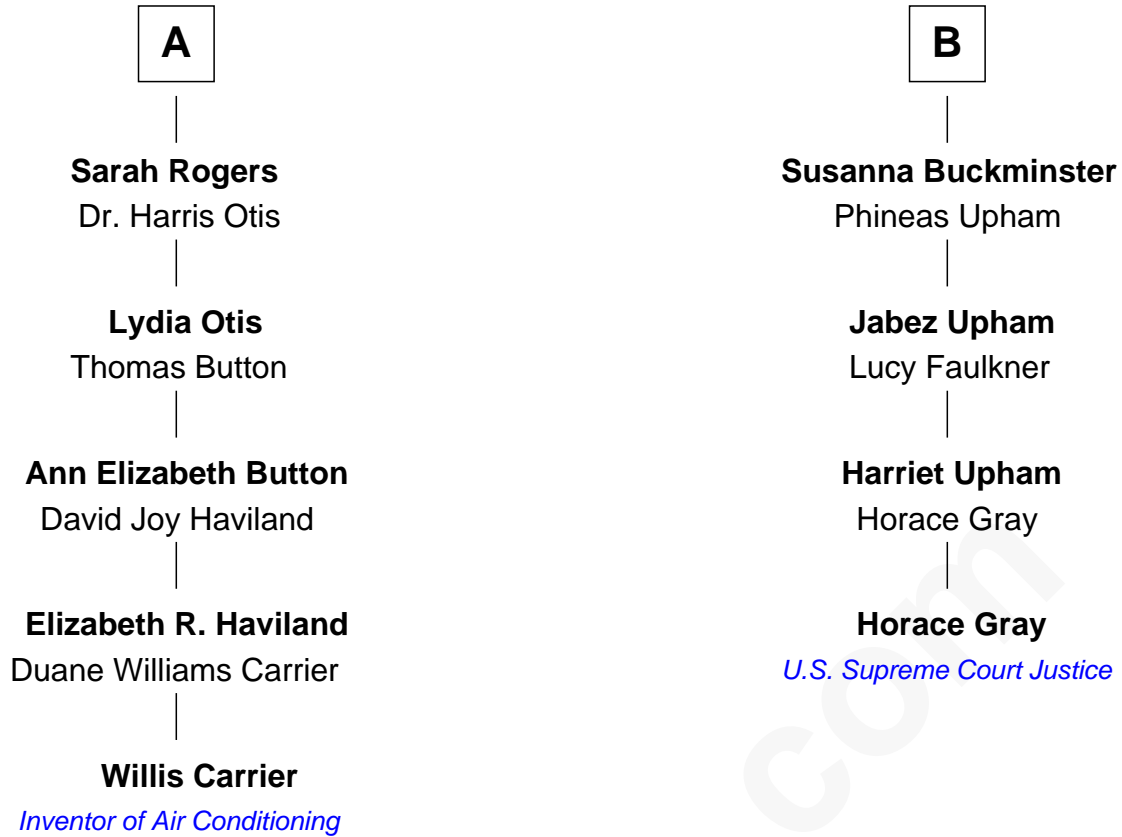 A
Sarah Rogers
Dr. Harris Otis
Lydia Otis
Thomas Button
Ann Elizabeth Button
David Joy Haviland
Elizabeth R. Haviland
Duane Williams Carrier
Willis Carrier
Inventor of Air Conditioning
B
Susanna Buckminster
Phineas Upham
Jabez Upham
Lucy Faulkner
Harriet Upham
Horace Gray
Horace Gray
U.S. Supreme Court Justice
com